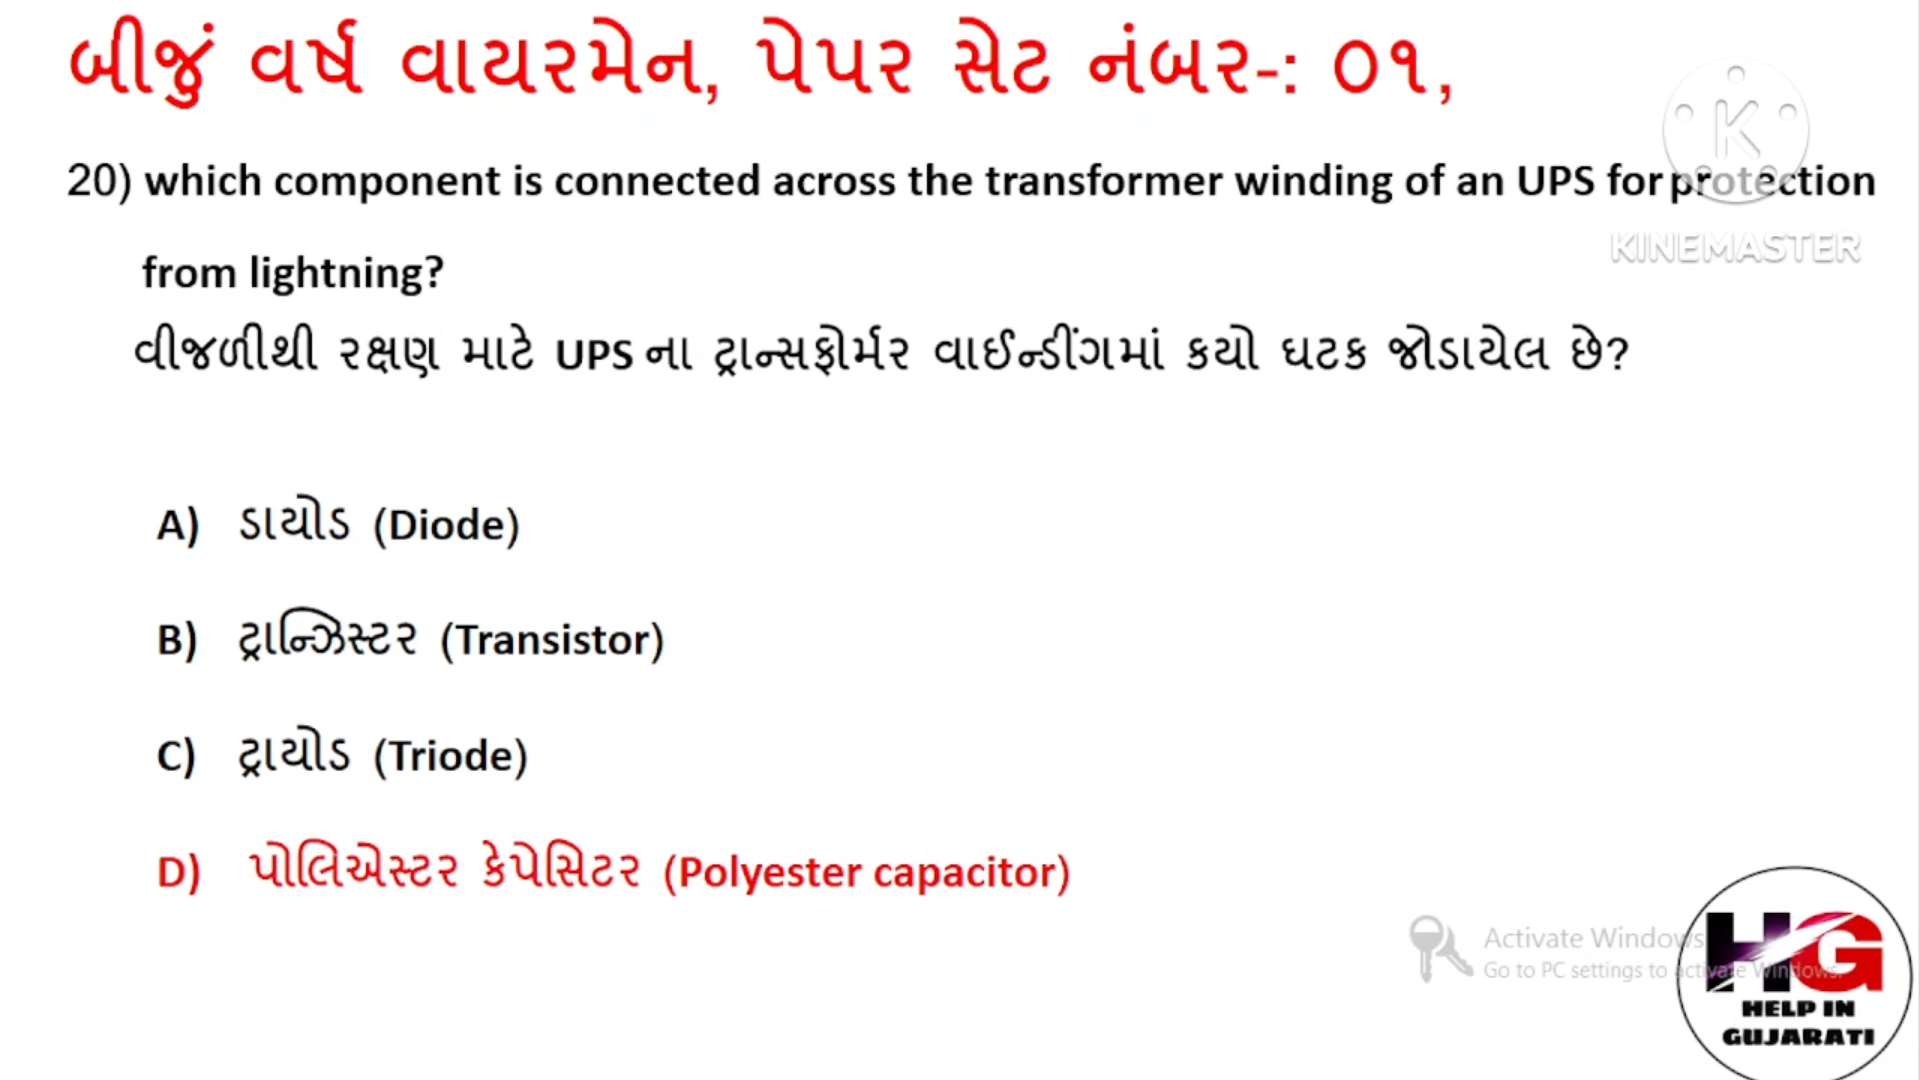 બીજું વર્ષ વાયરમેન, પેપર સેટ નંબર-: ૦૧,
K
20) which component is connected across the transformer winding of an UPS for protection
KINEMASTER
from lightning?
વીજળીથી રક્ષણ માટે UPS ના ટ્રાન્સફોર્મર વાઈન્ડીંગમાં કયો ઘટક જોડાયેલ છે?
A) ડાયોડ (Diode)
B) ટ્રાન્ઝિસ્ટર (Transistor)
C) ટ્રાયોડ (Triode)
D) પોલિએસ્ટર કેપેસિટર (Polyester capacitor)
Activate Windows
Go to PC settings to activate Windows.
HG
HELP IN
GUJARATI